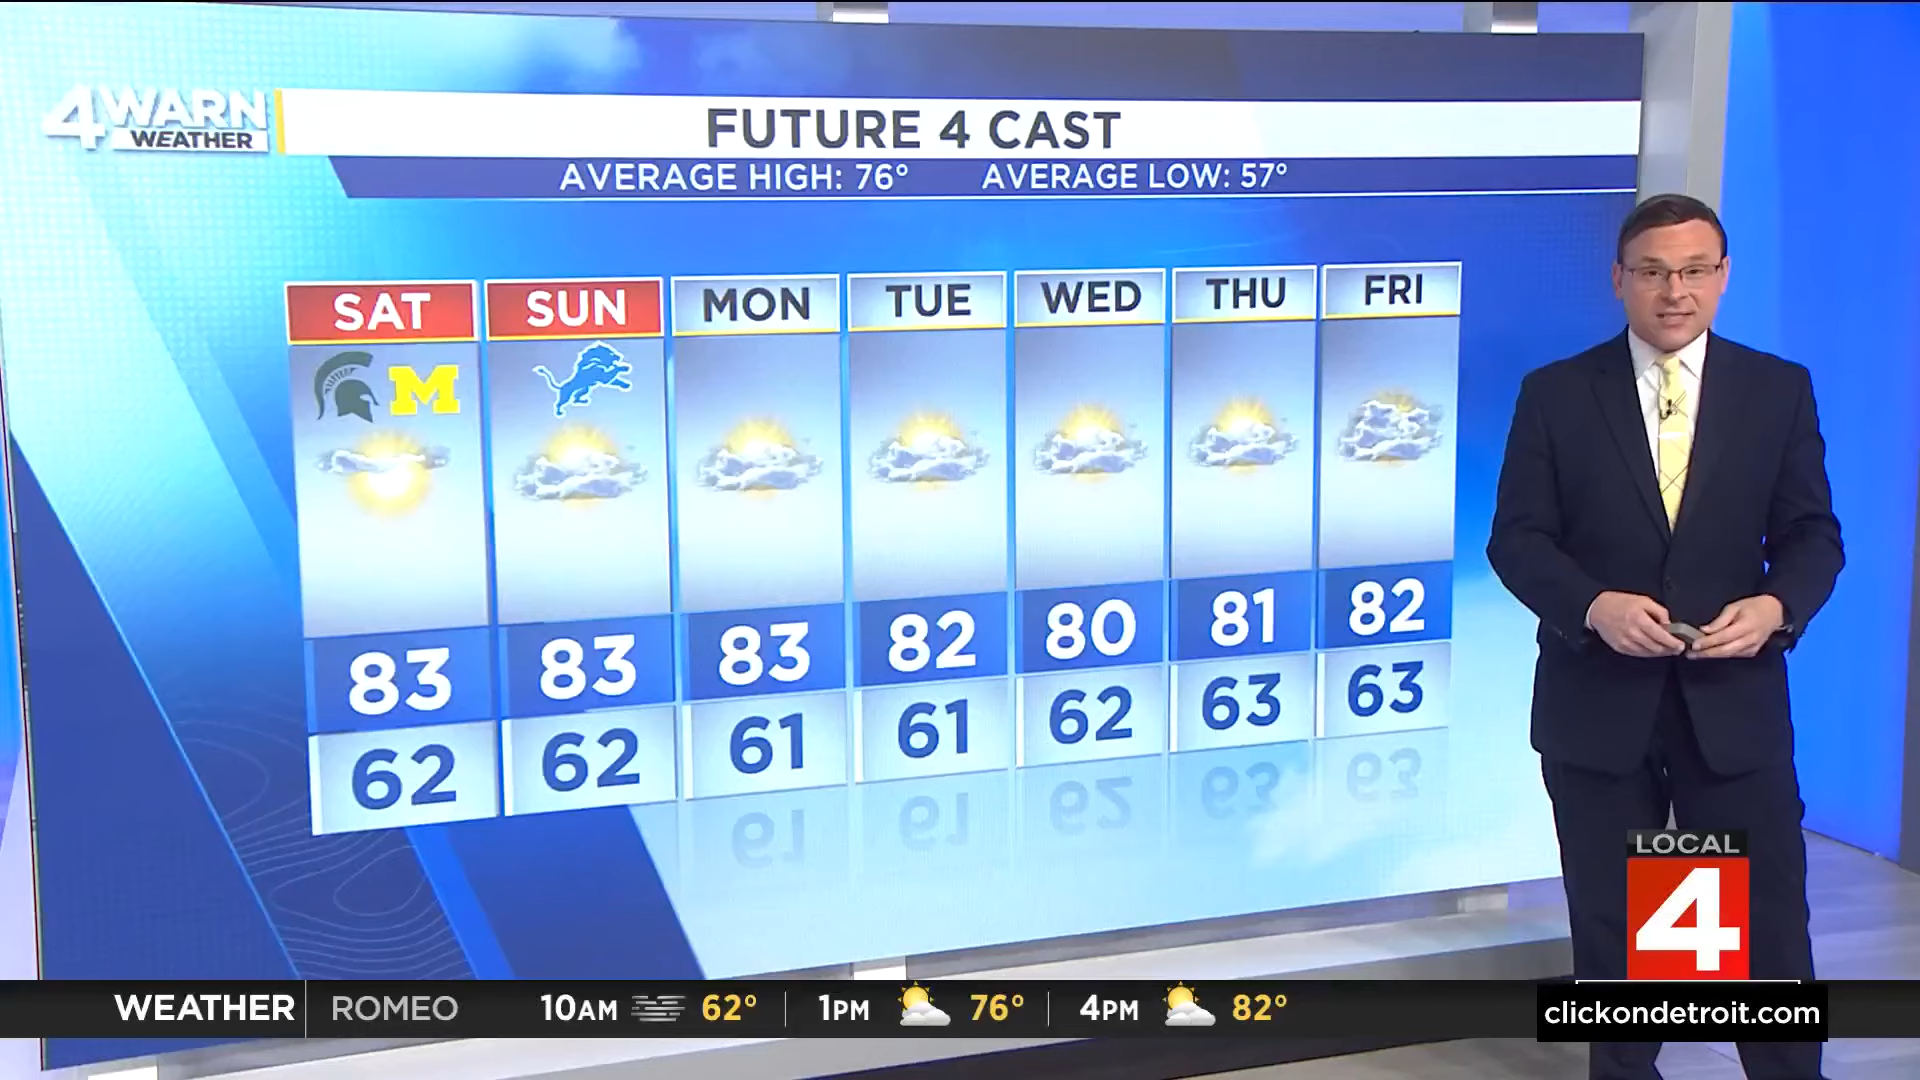 4WARN
WEATHER
FUTURE 4 CAST
AVERAGE HIGH: 76° AVERAGE LOW: 57°
SAT SUN MON TUE WED THU FRI
M
83 83 83 82 80 81 82
62 62 61 61 62 63 63
LOCAL
4
WEATHER ROMEO 10AM 62° 1PM 76° 4PM 82°
clickondetroit.com